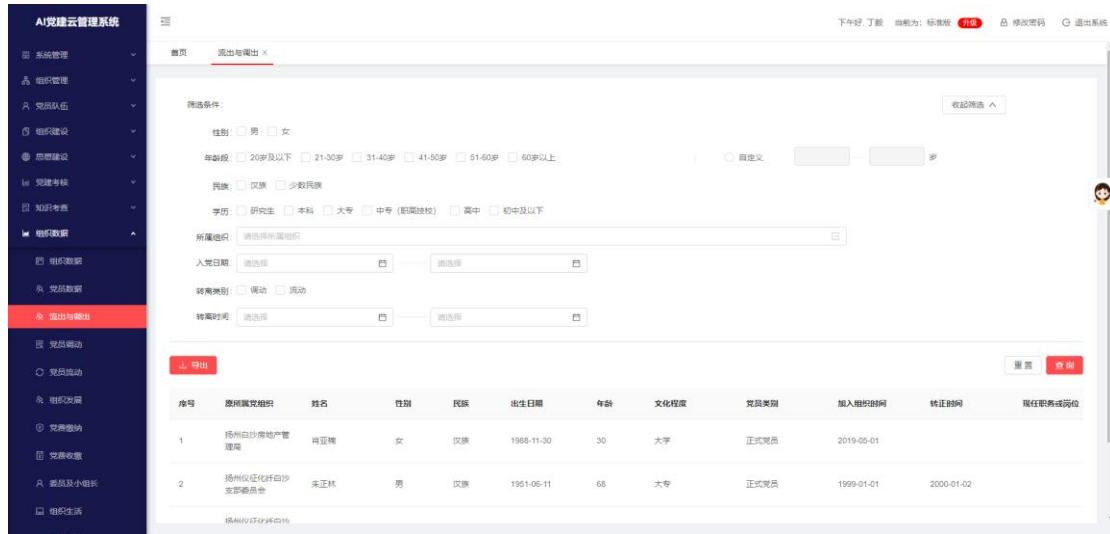 AI党建云管理系统
下午好, 丁毅 当前为: 标准版 升级 修改密码 退出系统
系统管理
组织管理
党员队伍
组织建设
思想建设
党建考核
知识考查
组织数据
组织数据
党员数据
流出与调出
党员调动
党员流动
组织发展
党费缴纳
党费收缴
委员及小组长
组织生活
首页 流出与调出 ×
筛选条件: 收起筛选
性别: 男 女
年龄段: 20岁及以下 21-30岁 31-40岁 41-50岁 51-60岁 60岁以上 自定义 — 岁
民族: 汉族 少数民族
学历: 研究生 本科 大专 中专 (职高技校) 高中 初中及以下
所属组织: 请选择所属组织
入党日期: 请选择 — 请选择
转离类别: 调动 流动
转离时间: 请选择 — 请选择
导出 重置 查询
序号 原所属党组织 姓名 性别 民族 出生日期 年龄 文化程度 党员类别 加入组织时间 转正时间 现任职务或岗位
1 扬州白沙房地产管理局 肖亚楠 女 汉族 1988-11-30 30 大学 正式党员 2019-05-01
2 扬州仪征化纤白沙支部委员会 朱正林 男 汉族 1951-06-11 68 大专 正式党员 1999-01-01 2000-01-02
扬州仪征化纤白沙